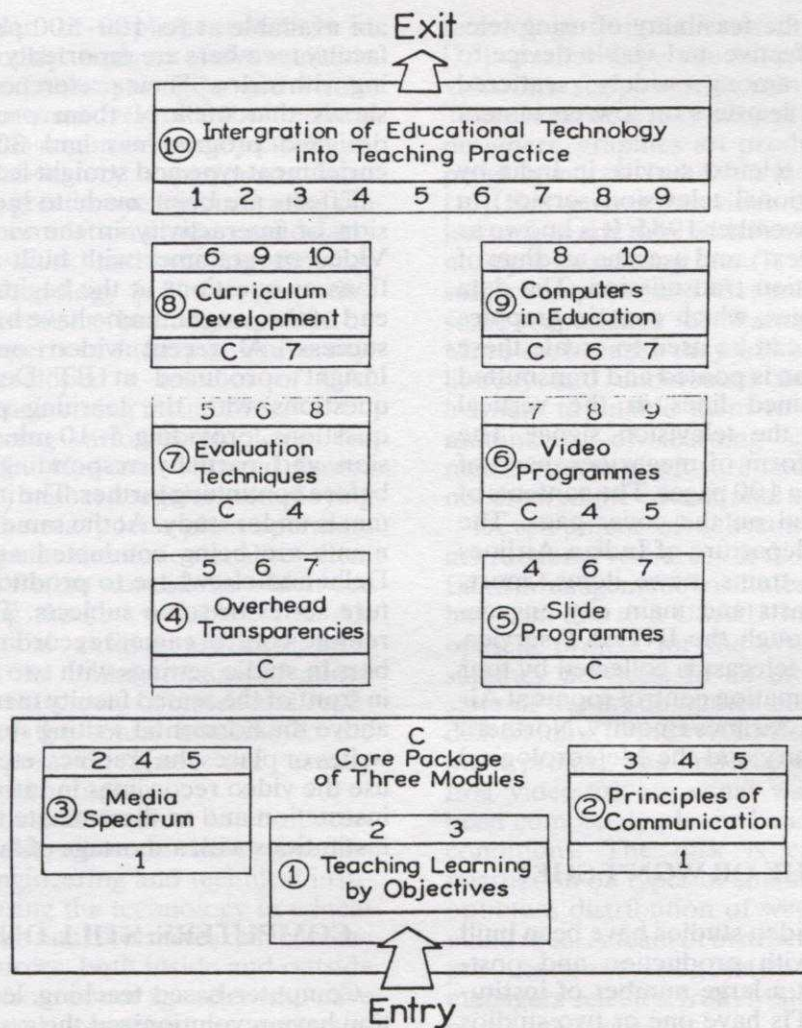 Exit
10 Intergration of Educational Technology
into Teaching Practice
1 2 3 4 5 6 7 8 9
6 9 10
8 Curriculum
Development
C 7
10
9 Computers
in Education
C 6 7
5 6 8
7 Evaluation
Techniques
C 4
7 8 9
6 Video
Programmes
C 4 5
5 6 7
4 Overhead
Transparencies
C
4 6 7
5 Slide
Programmes
C
C
Core Package
of Three Modules
2 4 5
3 Media
Spectrum
1
3 4 5
2 Principles of
Communication
1
2 3
1 Teaching Learning
by Objectives
Entry